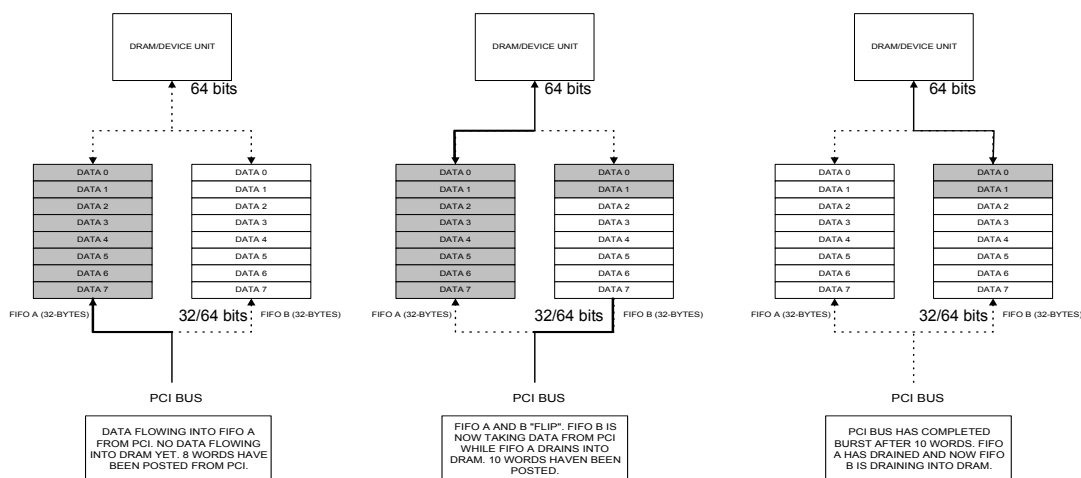 DRAM/DEVICE UNIT
64 bits
DATA 0
DATA 1
DATA 2
DATA 3
DATA 4
DATA 5
DATA 6
DATA 7
DATA 0
DATA 1
DATA 2
DATA 3
DATA 4
DATA 5
DATA 6
DATA 7
FIFO A (32-BYTES)
32/64 bits
FIFO B (32-BYTES)
PCI BUS
DATA FLOWING INTO FIFO A
FROM PCI. NO DATA FLOWING
INTO DRAM YET. 8 WORDS HAVE
BEEN POSTED FROM PCI.
DRAM/DEVICE UNIT
64 bits
DATA 0
DATA 1
DATA 2
DATA 3
DATA 4
DATA 5
DATA 6
DATA 7
DATA 0
DATA 1
DATA 2
DATA 3
DATA 4
DATA 5
DATA 6
DATA 7
FIFO A (32-BYTES)
32/64 bits
FIFO B (32-BYTES)
PCI BUS
FIFO A AND B "FLIP". FIFO B IS
NOW TAKING DATA FROM PCI
WHILE FIFO A DRAINS INTO
DRAM. 10 WORDS HAVEN BEEN
POSTED.
DRAM/DEVICE UNIT
64 bits
DATA 0
DATA 1
DATA 2
DATA 3
DATA 4
DATA 5
DATA 6
DATA 7
DATA 0
DATA 1
DATA 2
DATA 3
DATA 4
DATA 5
DATA 6
DATA 7
FIFO A (32-BYTES)
32/64 bits
FIFO B (32-BYTES)
PCI BUS
PCI BUS HAS COMPLETED
BURST AFTER 10 WORDS. FIFO
A HAS DRAINED AND NOW FIFO
B IS DRAINING INTO DRAM.